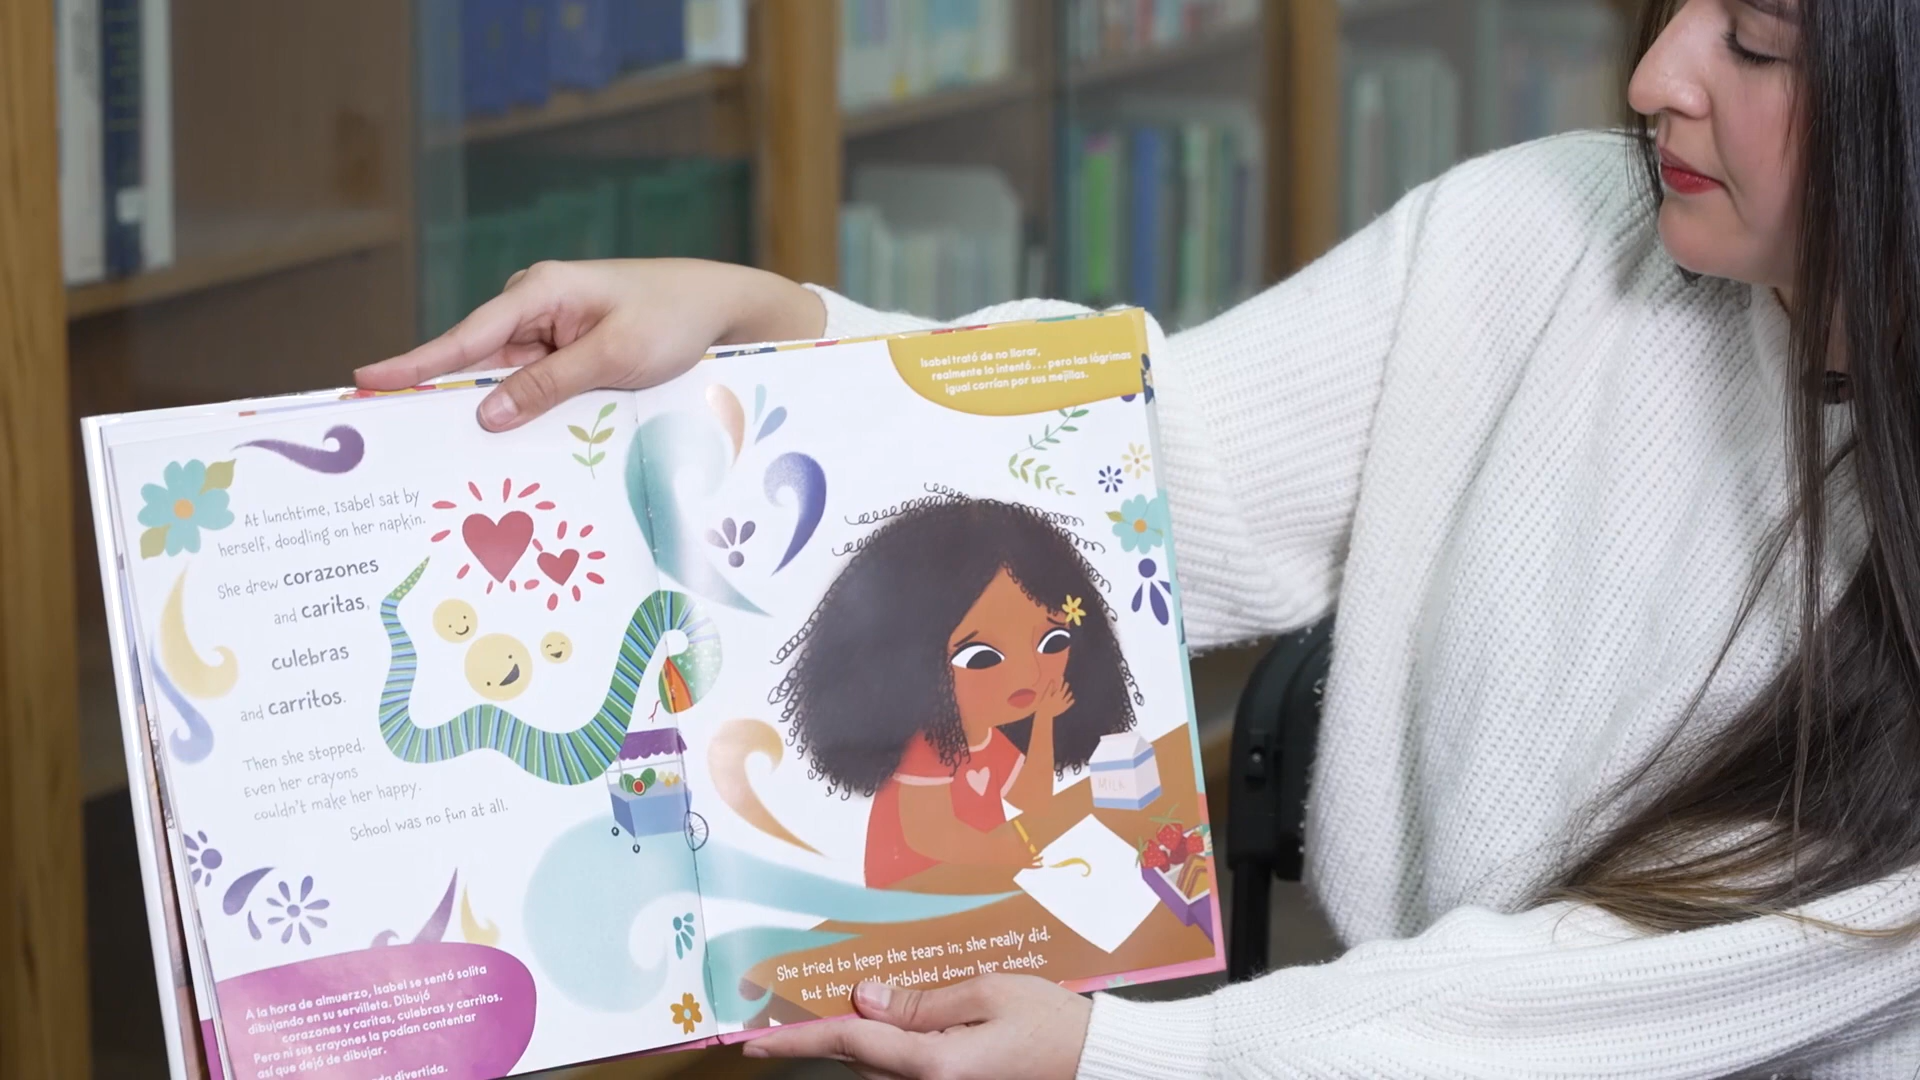 At lunchtime, Isabel sat by
herself, doodling on her napkin.
She drew corazones
and caritas,
culebras
and carritos.
Then she stopped.
Even her crayons
couldn't make her happy.
School was no fun at all.
A la hora de almuerzo, Isabel se sentó solita
dibujando en su servilleta. Dibujó
corazones y caritas, culebras y carritos.
Pero ni sus crayones la podían contentar
así que dejó de dibujar.
divertida.
Isabel trató de no llorar,
realmente lo intentó... pero las lágrimas
igual corrían por sus mejillas.
MILK
She tried to keep the tears in; she really did.
But they dribbled down her cheeks.